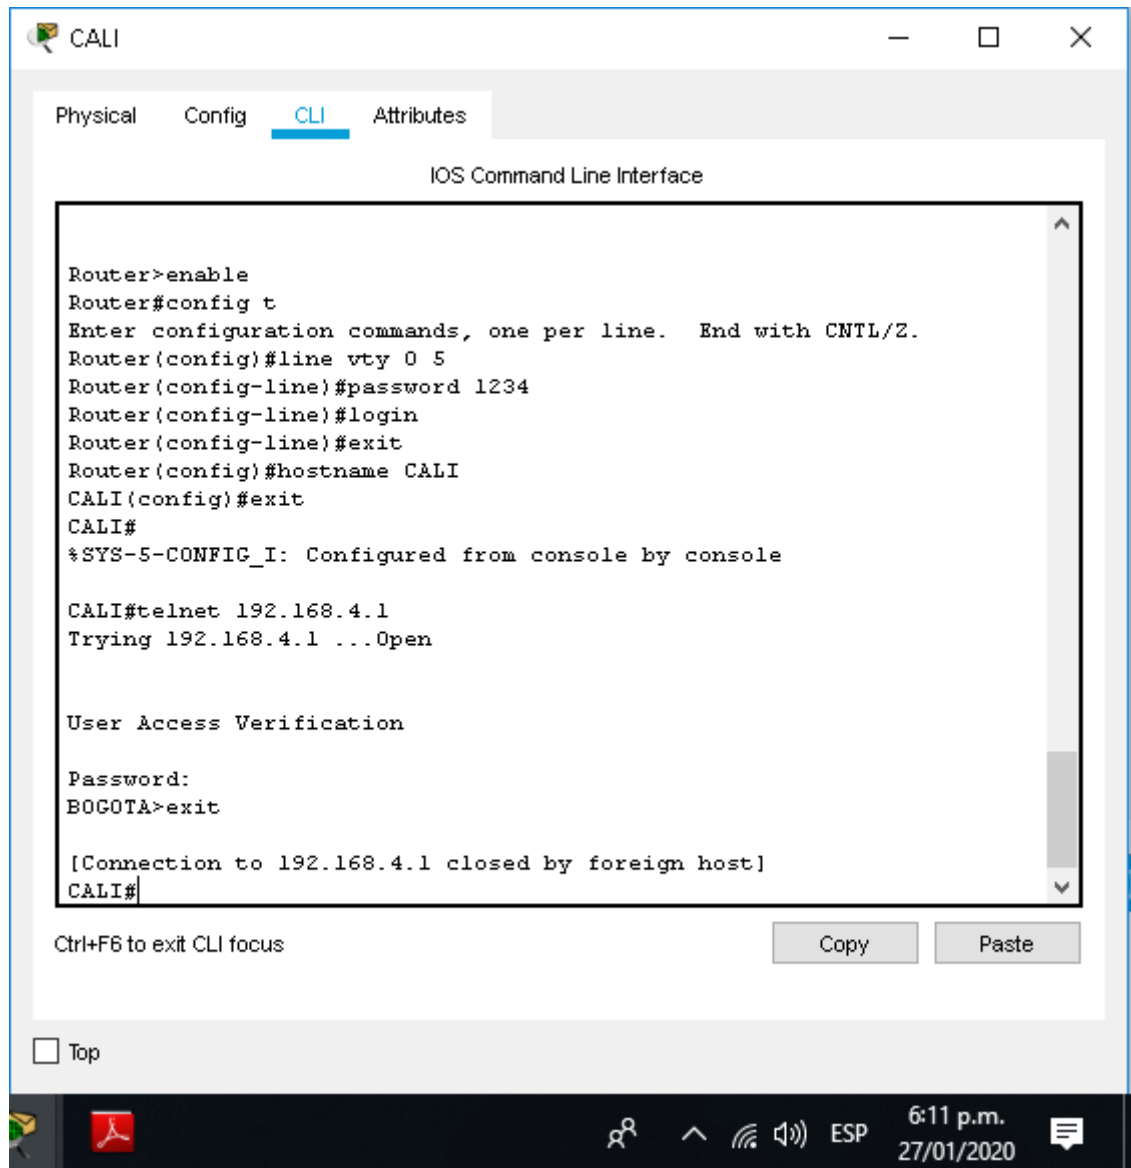 CALI
Physical Config CLI Attributes
IOS Command Line Interface
Router>enable
Router#config t
Enter configuration commands, one per line.  End with CNTL/Z.
Router(config)#line vty 0 5
Router(config-line)#password 1234
Router(config-line)#login
Router(config-line)#exit
Router(config)#hostname CALI
CALI(config)#exit
CALI#
%SYS-5-CONFIG_I: Configured from console by console
CALI#telnet 192.168.4.1
Trying 192.168.4.1 ...Open
User Access Verification
Password:
BOGOTA>exit
[Connection to 192.168.4.1 closed by foreign host]
CALI#
Ctrl+F6 to exit CLI focus
Copy Paste
Top
ESP
6:11 p.m.
27/01/2020